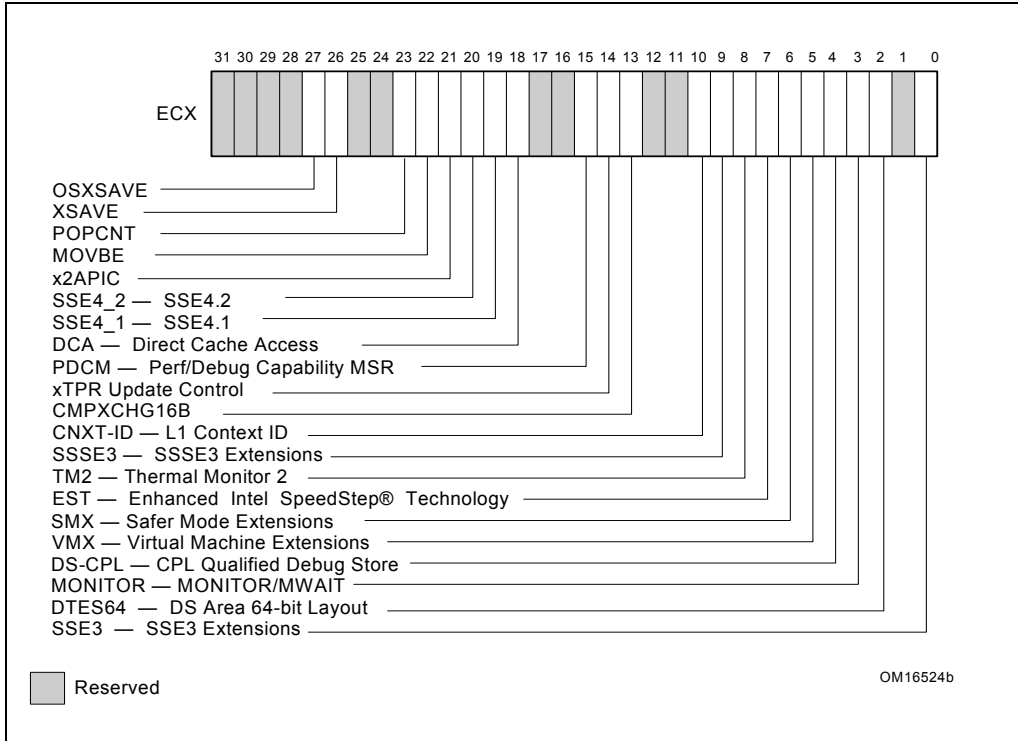 31 30 29 28 27 26 25 24 23 22 21 20 19 18 17 16 15 14 13 12 11 10 9 8 7 6 5 4 3 2 1 0
ECX
OSXSAVE
XSAVE
POPCNT
MOVBE
x2APIC
SSE4_2 — SSE4.2
SSE4_1 — SSE4.1
DCA — Direct Cache Access
PDCM — Perf/Debug Capability MSR
xTPR Update Control
CMPXCHG16B
CNXT-ID — L1 Context ID
SSSE3 — SSSE3 Extensions
TM2 — Thermal Monitor 2
EST — Enhanced Intel SpeedStep® Technology
SMX — Safer Mode Extensions
VMX — Virtual Machine Extensions
DS-CPL — CPL Qualified Debug Store
MONITOR — MONITOR/MWAIT
DTES64 — DS Area 64-bit Layout
SSE3 — SSE3 Extensions
Reserved
OM16524b